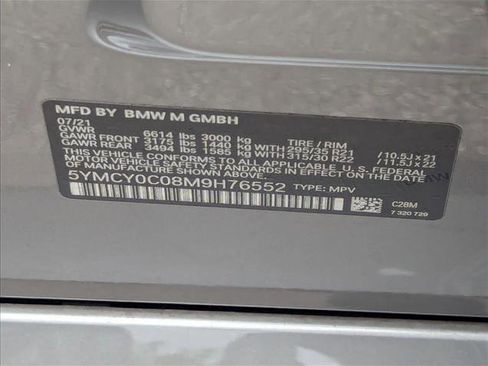 MFD BY BMW M GMBH
07/21
GVWR 6614 lbs 3000 kg TIRE / RIM
GAWR FRONT 3175 lbs 1440 kg 295/35 R21 / 10.5J x 21
GAWR REAR 3494 lbs 1585 kg 315/30 R22 / 11.5J x 22
THIS VEHICLE CONFORMS TO ALL APPLICABLE U.S. FEDERAL
MOTOR VEHICLE SAFETY STANDARDS IN EFFECT ON THE DATE
OF MANUFACTURE SHOWN ABOVE.
5YMCY0C08M9H76552 TYPE: MPV
C2BM
7 320 729